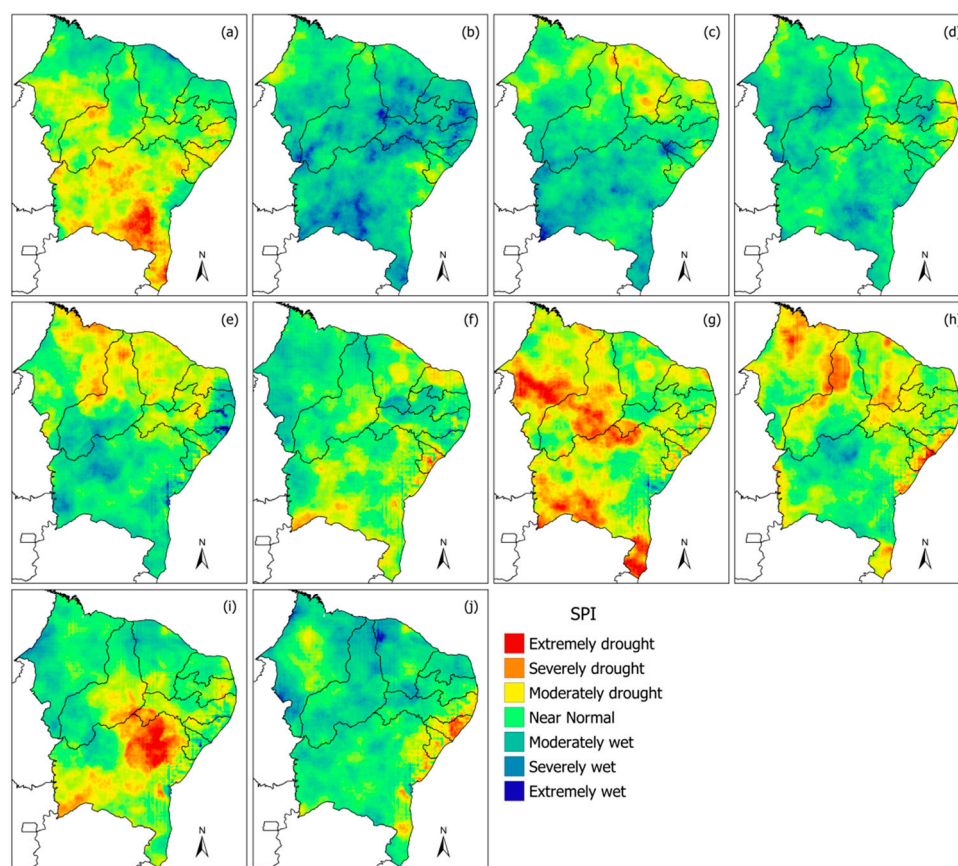 (a)
(b)
(c)
(d)
N
N
N
N
(e)
(f)
(g)
(h)
N
N
N
N
(i)
(j)
SPI
Extremely drought
Severely drought
Moderately drought
Near Normal
Moderately wet
Severely wet
Extremely wet
N
N